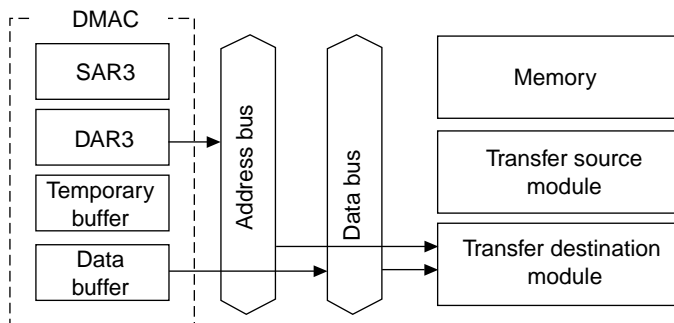 DMAC
SAR3
DAR3
Temporary
buffer
Data
buffer
Address bus
Data bus
Memory
Transfer source
module
Transfer destination
module